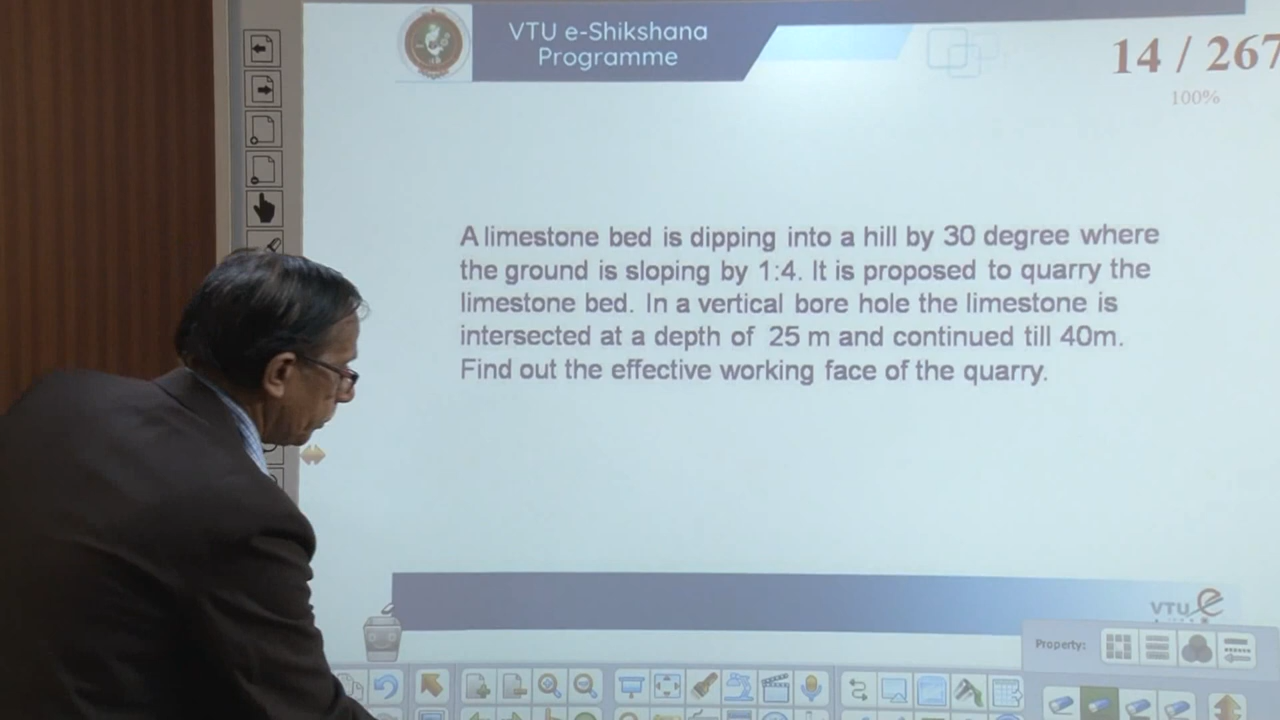 VTU e-Shikshana
Programme
14 / 267
100%
A limestone bed is dipping into a hill by 30 degree where
the ground is sloping by 1:4. It is proposed to quarry the
limestone bed. In a vertical bore hole the limestone is
intersected at a depth of 25 m and continued till 40m.
Find out the effective working face of the quarry.
VTU e
Property: